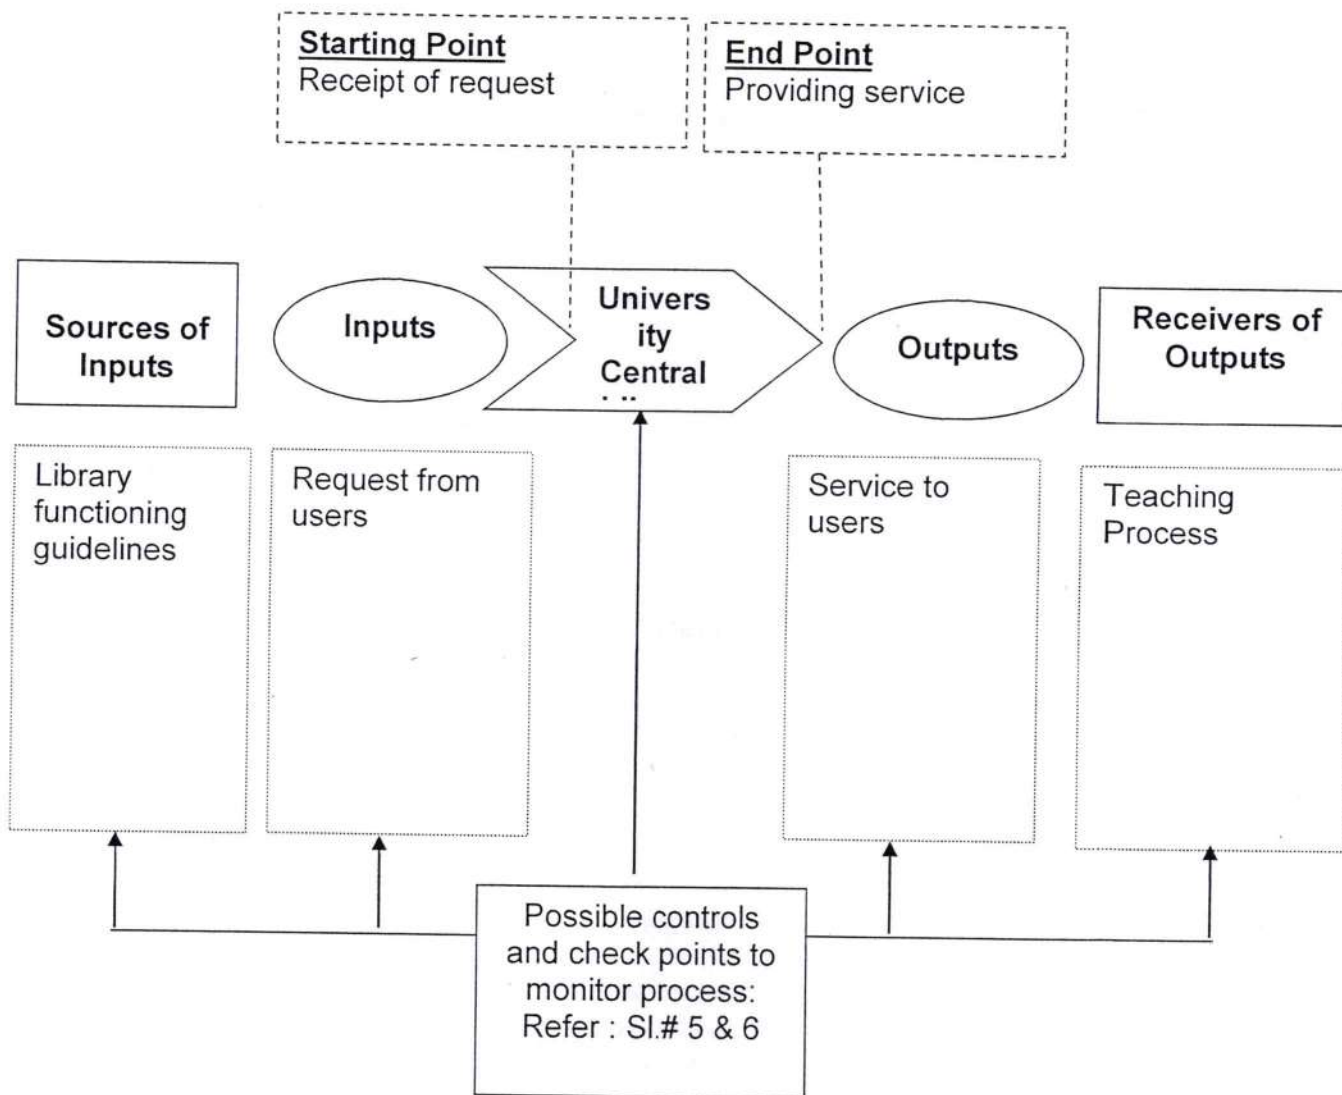 Starting Point
Receipt of request
End Point
Providing service
Sources of
Inputs
Inputs
Univers
ity
Central
Outputs
Receivers of
Outputs
Library
functioning
guidelines
Request from
users
Service to
users
Teaching
Process
Possible controls
and check points to
monitor process:
Refer : Sl.# 5 & 6